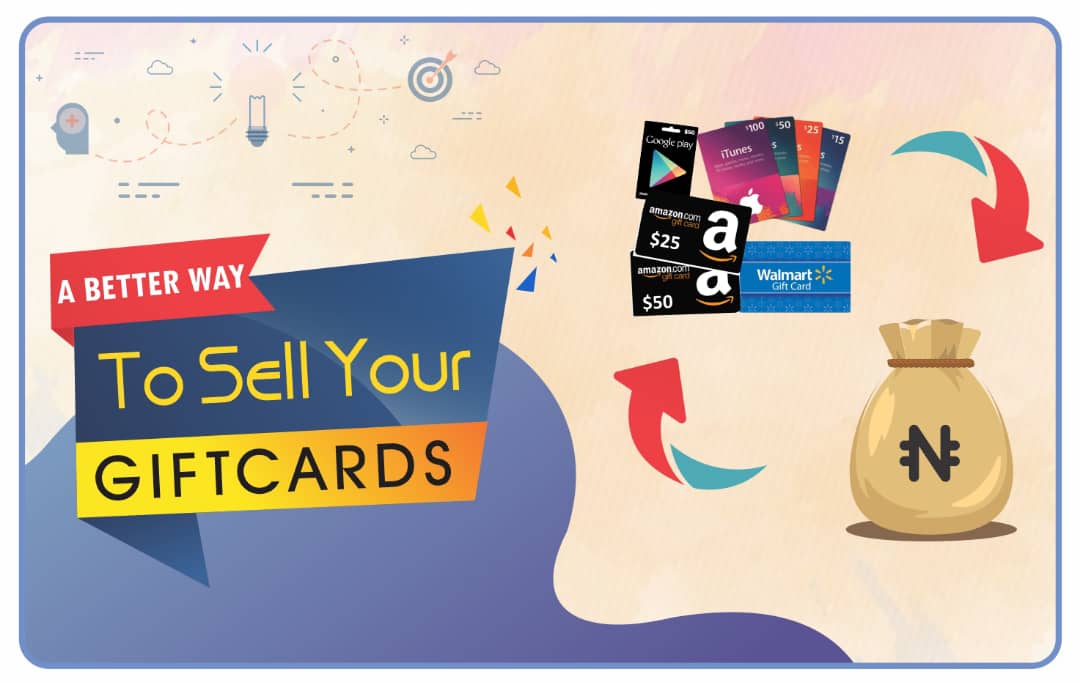 A BETTER WAY
To Sell Your
GIFTCARDS
$50
Google play
$100
iTunes
$50
$25
$15
amazon.com
gift card
a
$25
amazon.com
gift card
a
$50
Walmart
Gift Card
₦